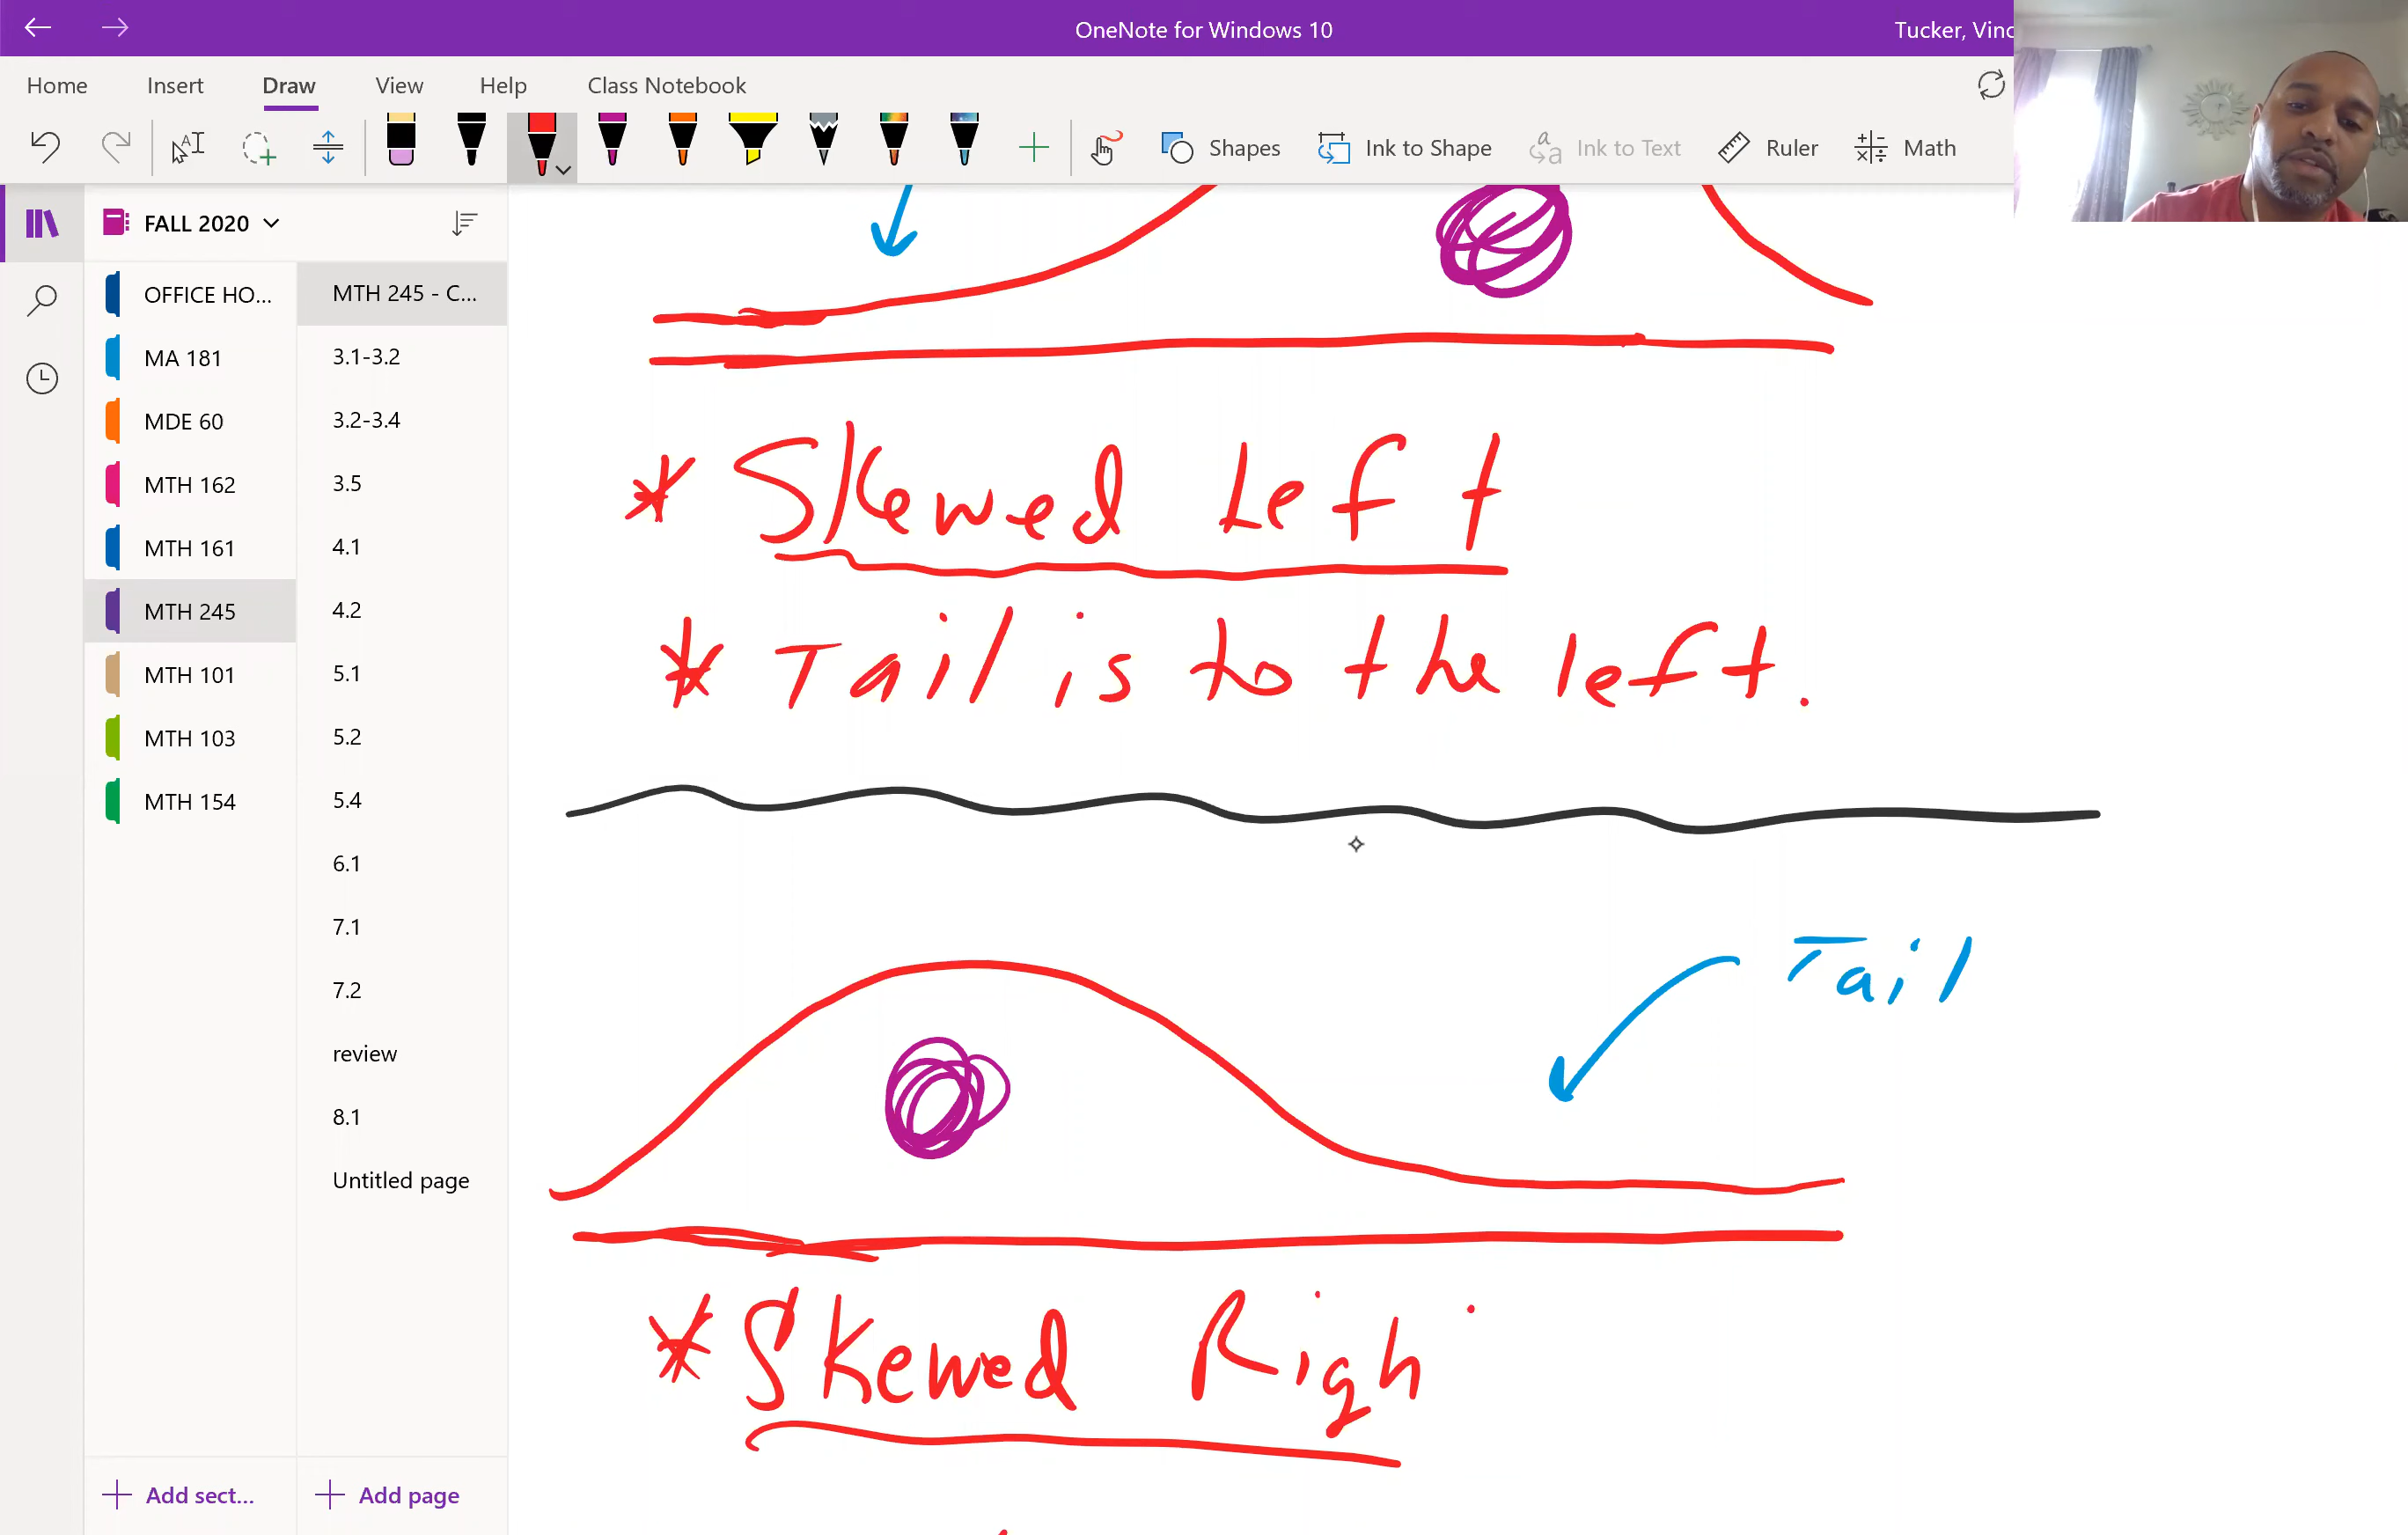 OneNote for Windows 10
Tucker, Vinc
Home Insert Draw View Help Class Notebook
Shapes Ink to Shape Ink to Text Ruler Math
FALL 2020
OFFICE HO...
MA 181
MDE 60
MTH 162
MTH 161
MTH 245
MTH 101
MTH 103
MTH 154
Add sect...
MTH 245 - C...
3.1-3.2
3.2-3.4
3.5
4.1
4.2
5.1
5.2
5.4
6.1
7.1
7.2
review
8.1
Untitled page
Add page
* Skewed Left
* Tail is to the left.
Tail
* Skewed Righ